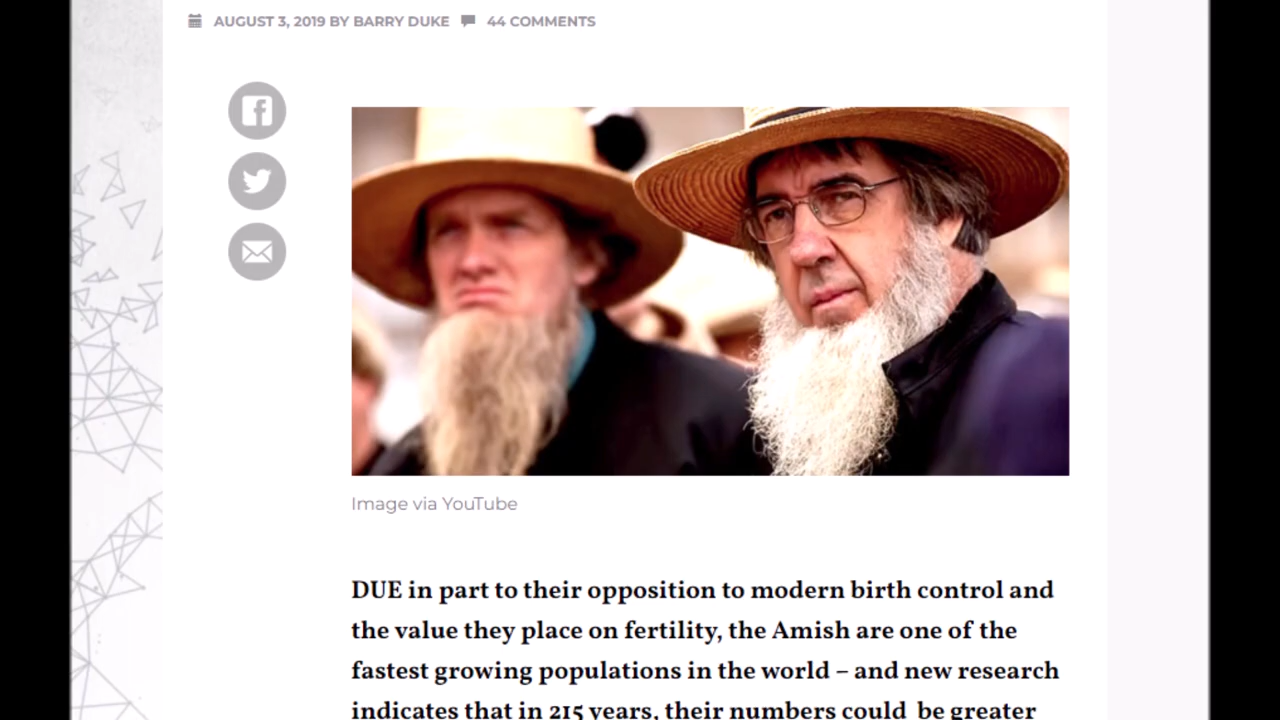 AUGUST 3, 2019 BY BARRY DUKE 44 COMMENTS
Image via YouTube
DUE in part to their opposition to modern birth control and
the value they place on fertility, the Amish are one of the
fastest growing populations in the world – and new research
indicates that in 215 years, their numbers could be greater